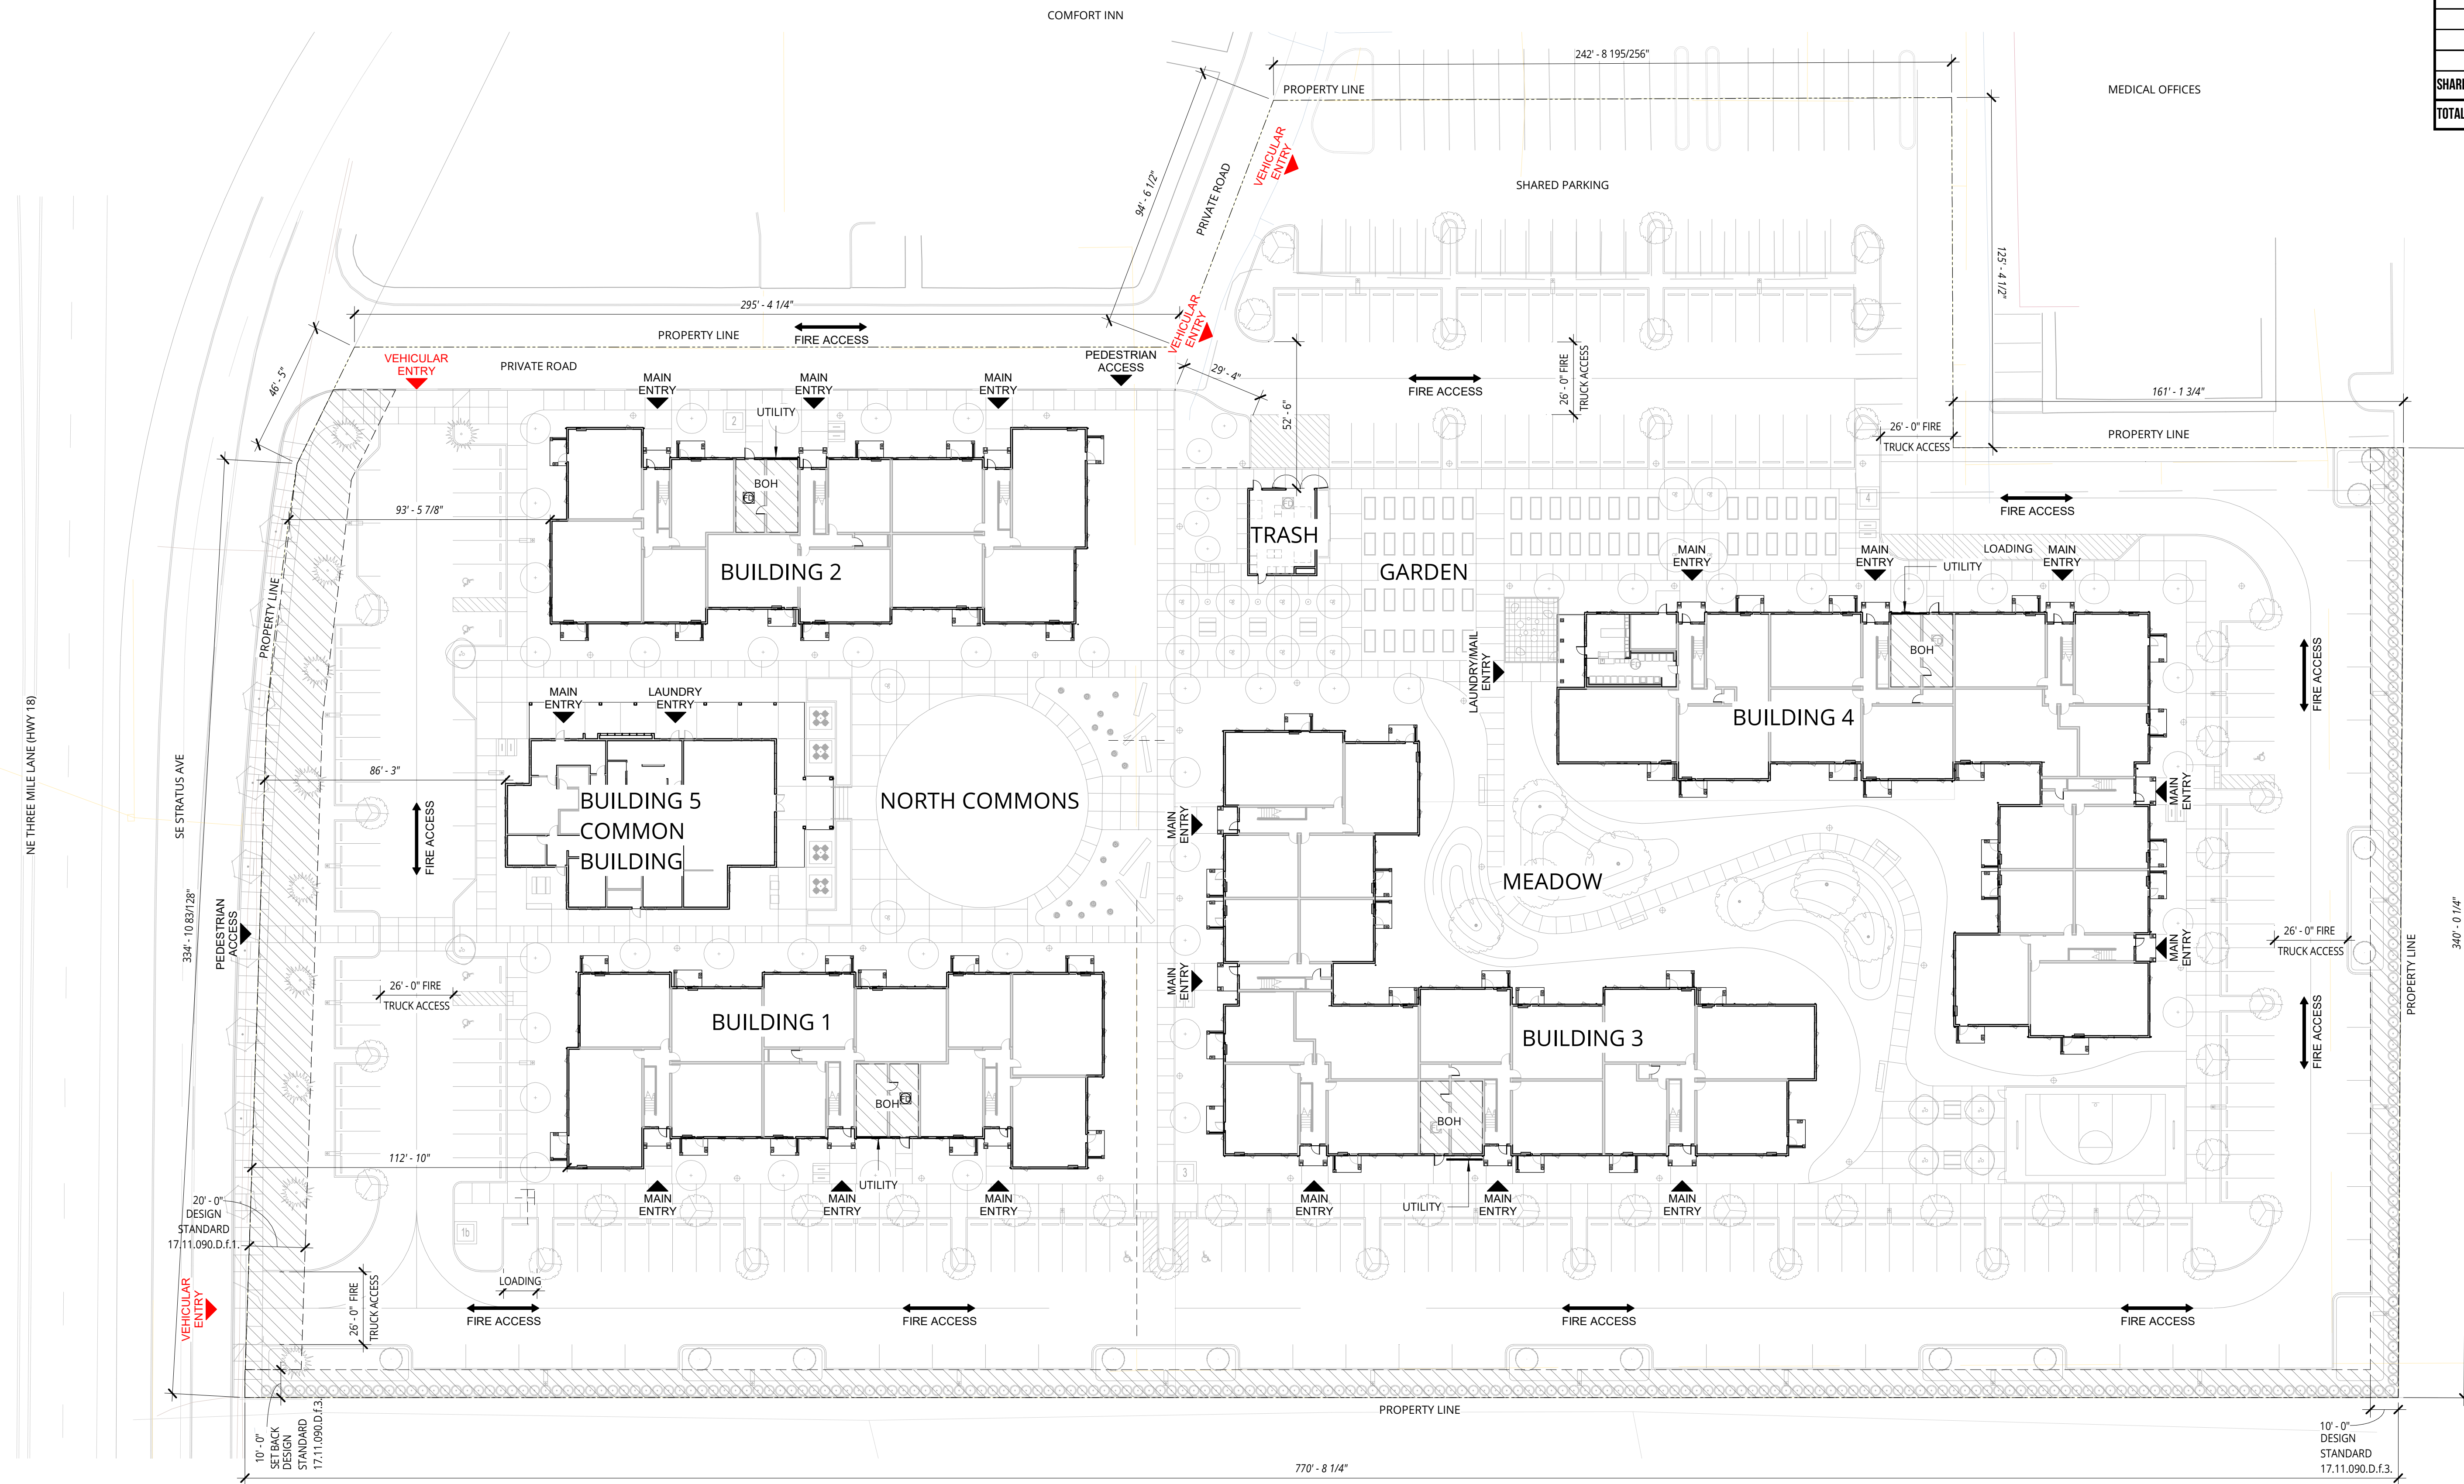 COMFORT INN
242' - 8 195/256"
PROPERTY LINE
MEDICAL OFFICES
SHARE
TOTAL
VEHICULAR
ENTRY
94' - 6 1/2"
PRIVATE ROAD
SHARED PARKING
125' - 4 1/2"
295' - 4 1/4"
PROPERTY LINE
FIRE ACCESS
VEHICULAR
ENTRY
46' - 5"
VEHICULAR
ENTRY
PRIVATE ROAD
PEDESTRIAN
ACCESS
29' - 4"
52' - 6"
26' - 0" FIRE
TRUCK ACCESS
FIRE ACCESS
161' - 1 3/4"
MAIN
ENTRY
MAIN
ENTRY
MAIN
ENTRY
UTILITY
2
26' - 0" FIRE
TRUCK ACCESS
PROPERTY LINE
BOH
FD
93' - 5 7/8"
4
FIRE ACCESS
TRASH
BUILDING 2
GARDEN
MAIN
ENTRY
MAIN
ENTRY
LOADING
MAIN
ENTRY
UTILITY
PROPERTY LINE
LAUNDRY/MAIL
ENTRY
BOH
FIRE ACCESS
MAIN
ENTRY
LAUNDRY
ENTRY
BUILDING 4
NE THREE MILE LANE (HWY 18)
SE STRATUS AVE
86' - 3"
FIRE ACCESS
BUILDING 5
COMMON
BUILDING
NORTH COMMONS
MAIN
ENTRY
MAIN
ENTRY
MEADOW
334' - 10 83/128"
PEDESTRIAN
ACCESS
MAIN
ENTRY
MAIN
ENTRY
26' - 0" FIRE
TRUCK ACCESS
340' - 0 1/4"
PROPERTY LINE
26' - 0" FIRE
TRUCK ACCESS
BUILDING 1
BUILDING 3
FIRE ACCESS
BOH
FD
BOH
112' - 10"
UTILITY
3
MAIN
ENTRY
MAIN
ENTRY
MAIN
ENTRY
MAIN
ENTRY
UTILITY
MAIN
ENTRY
MAIN
ENTRY
20' - 0"
DESIGN
STANDARD
17.11.090.D.f.1.
1b
LOADING
26' - 0" FIRE
TRUCK ACCESS
VEHICULAR
ENTRY
FIRE ACCESS
FIRE ACCESS
FIRE ACCESS
FIRE ACCESS
10' - 0"
SET BACK
DESIGN
STANDARD
17.11.090.D.f.3.
PROPERTY LINE
10' - 0"
DESIGN
STANDARD
17.11.090.D.f.3.
770' - 8 1/4"